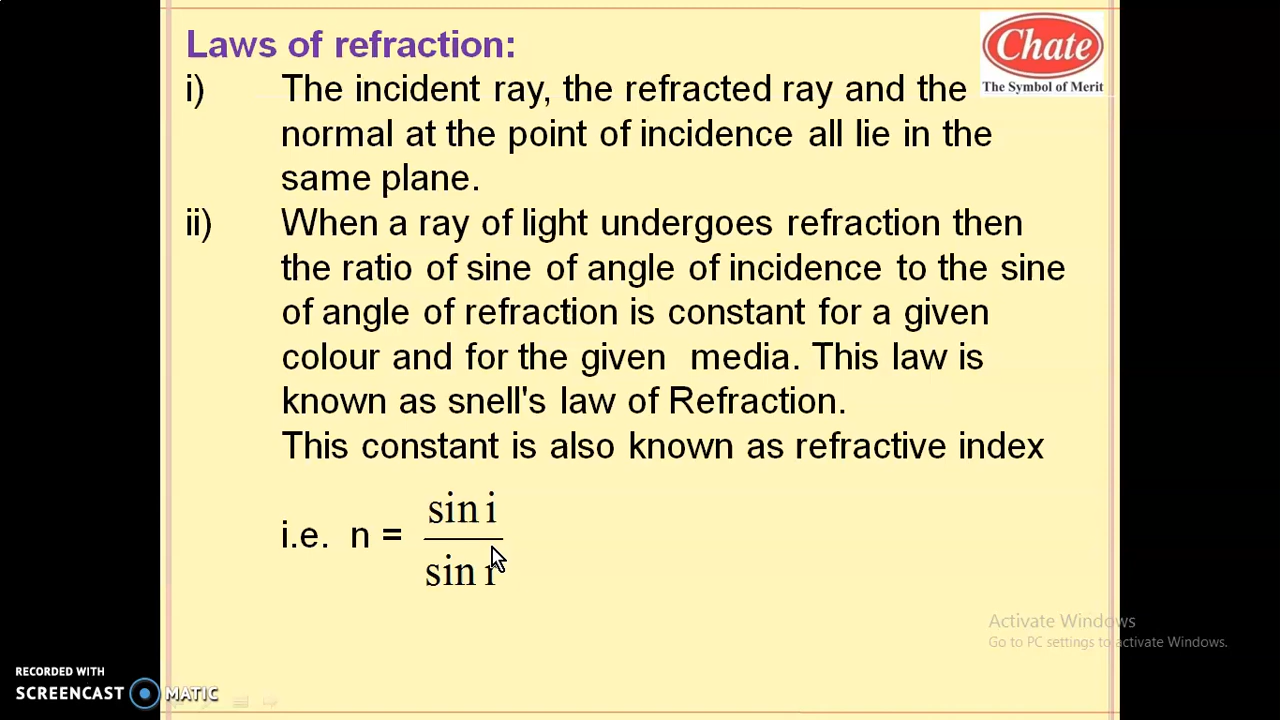 Laws of refraction:
Chate
The Symbol of Merit
i) The incident ray, the refracted ray and the
normal at the point of incidence all lie in the
same plane.
ii) When a ray of light undergoes refraction then
the ratio of sine of angle of incidence to the sine
of angle of refraction is constant for a given
colour and for the given media. This law is
known as snell's law of Refraction.
This constant is also known as refractive index
sin i
i.e. n =
sin r
Activate Windows
Go to PC settings to activate Windows.
RECORDED WITH
SCREENCAST MATIC